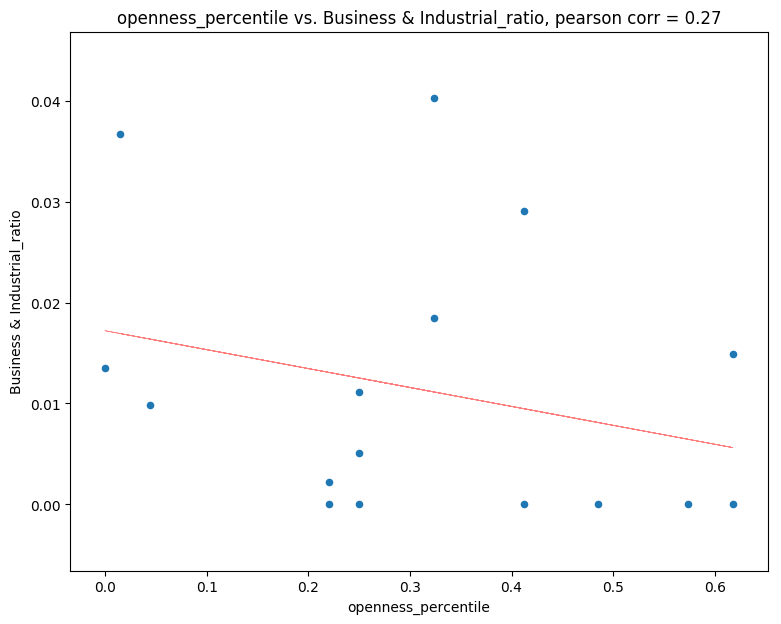 openness_percentile vs. Business & Industrial_ratio, pearson corr = 0.27
Business & Industrial_ratio
0.04
0.03
0.02
0.01
0.00
0.0 0.1 0.2 0.3 0.4 0.5 0.6
openness_percentile